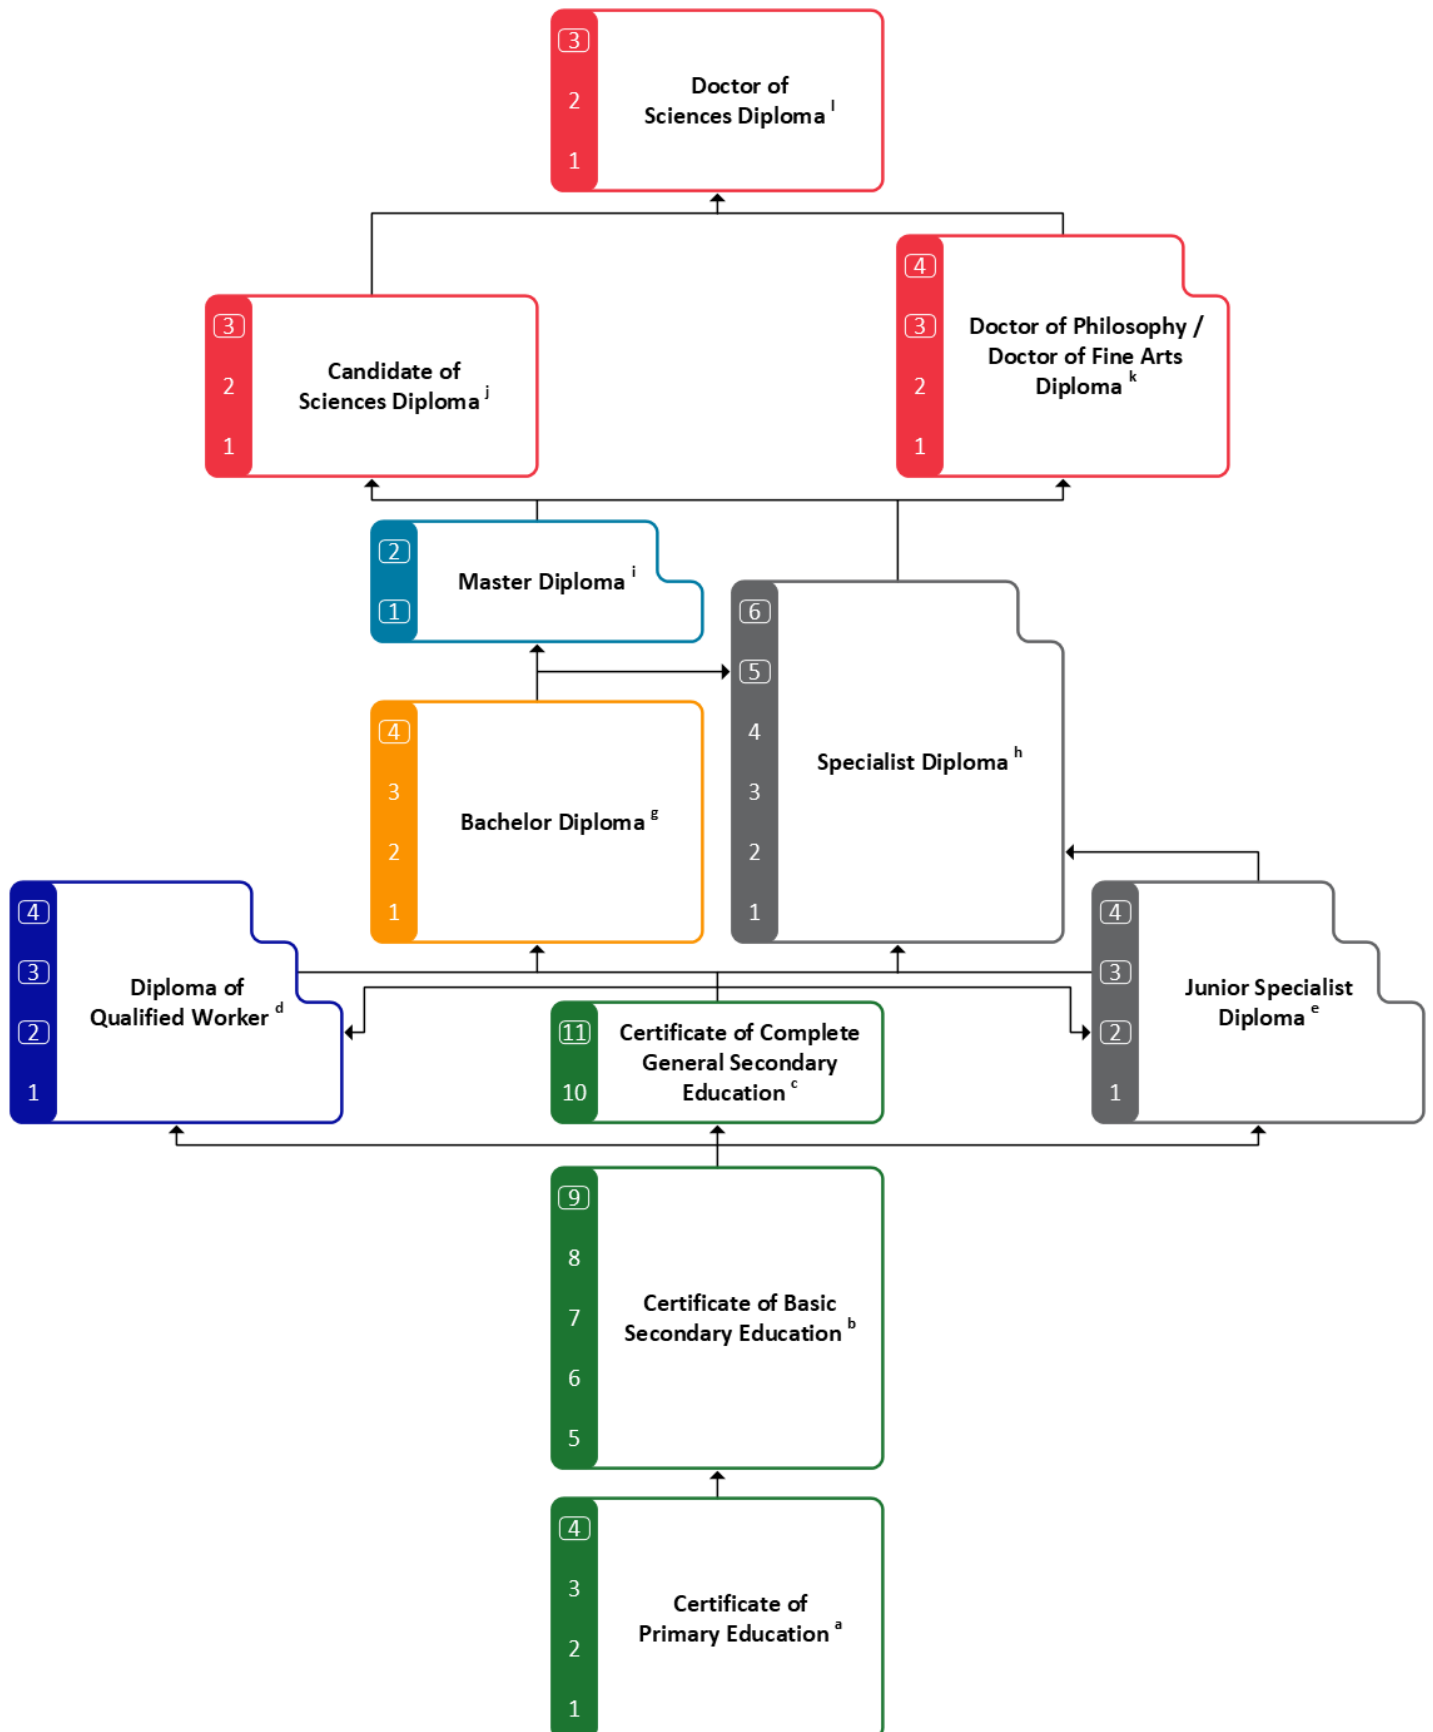 3
2
1
Doctor of
Sciences Diploma l
3
2
1
Candidate of
Sciences Diploma j
4
3
2
1
Doctor of Philosophy /
Doctor of Fine Arts
Diploma k
2
1
Master Diploma i
6
5
4
3
2
1
Specialist Diploma h
4
3
2
1
Bachelor Diploma g
4
3
2
1
Diploma of
Qualified Worker d
11
10
Certificate of Complete
General Secondary
Education c
4
3
2
1
Junior Specialist
Diploma e
9
8
7
6
5
Certificate of Basic
Secondary Education b
4
3
2
1
Certificate of
Primary Education a